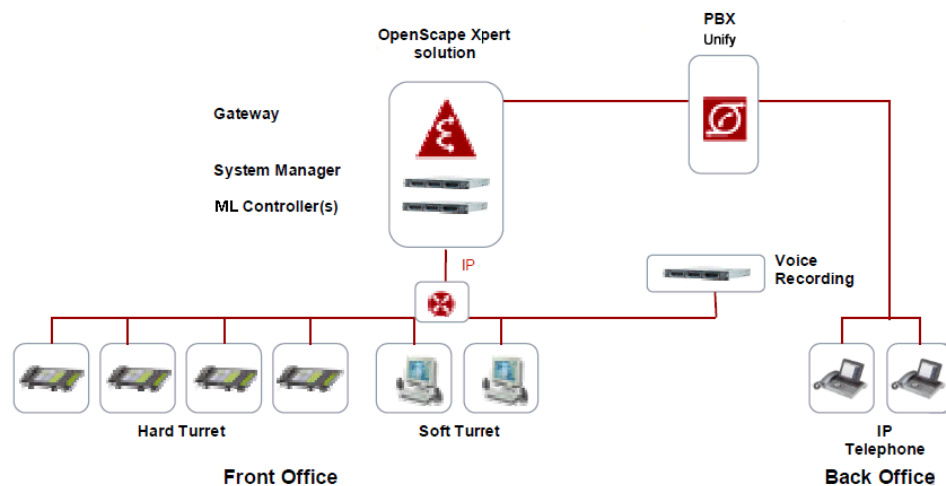 OpenScape Xpert
solution
PBX
Unify
Gateway
System Manager
ML Controller(s)
IP
Voice
Recording
Hard Turret
Soft Turret
IP
Telephone
Front Office
Back Office